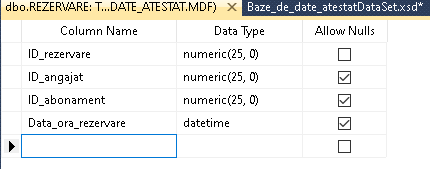 dbo.REZERVARE: T...DATE_ATESTAT.MDF) Baze_de_date_atestatDataSet.xsd*
Column Name Data Type Allow Nulls
ID_rezervare numeric(25, 0)
ID_angajat numeric(25, 0)
ID_abonament numeric(25, 0)
Data_ora_rezervare datetime